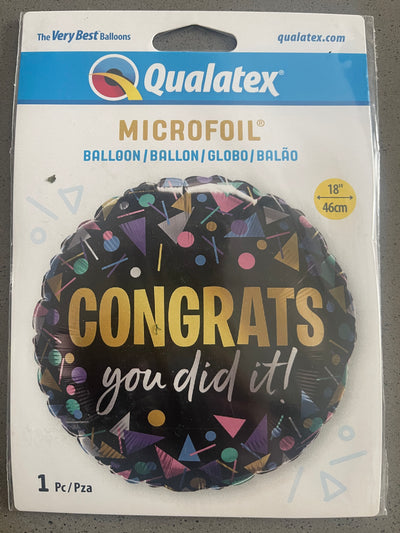 The Very Best Balloons
qualatex.com
Qualatex®
MICROFOIL®
BALLOON/BALLON/GLOBO/BALÃO
18"
46cm
CONGRATS
you did it!
1 Pc/Pza